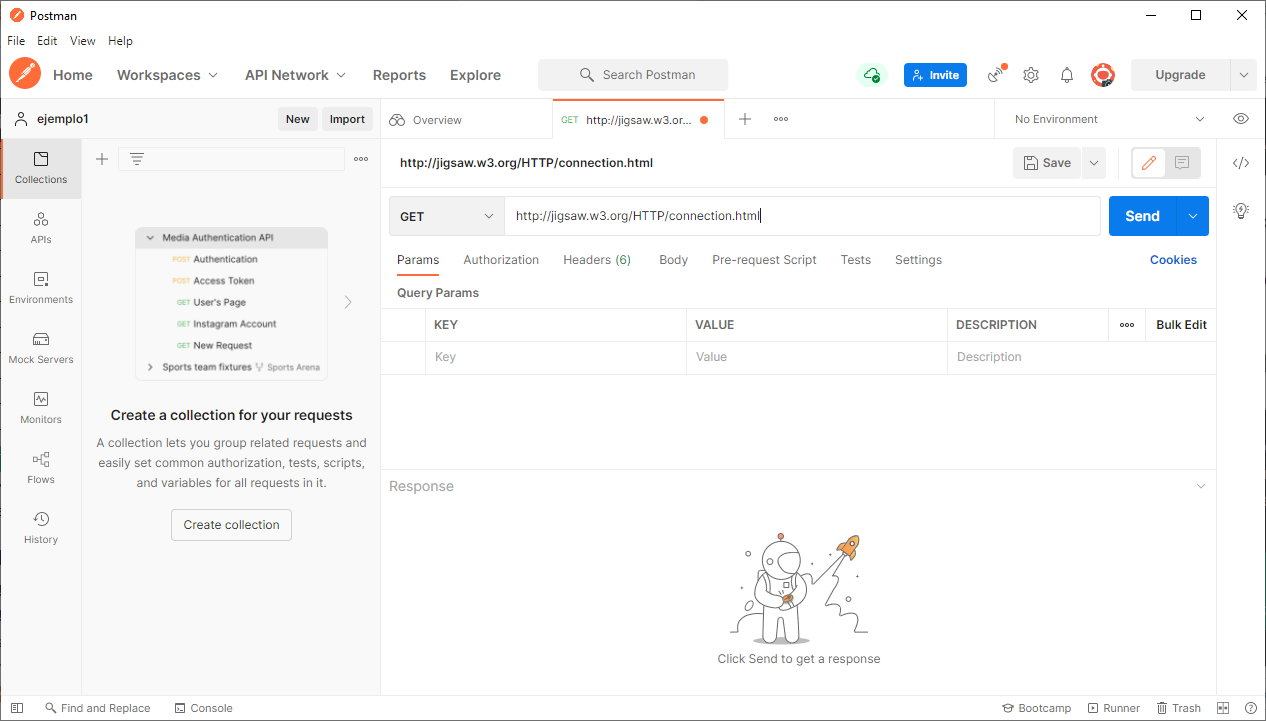 Postman
File Edit View Help
Home Workspaces API Network Reports Explore Search Postman Invite Upgrade
ejemplo1 New Import
Overview GET http://jigsaw.w3.or... No Environment
Collections
APIs
Environments
Mock Servers
Monitors
Flows
History
Media Authentication API
POST Authentication
POST Access Token
GET User's Page
GET Instagram Account
GET New Request
Sports team fixtures Sports Arena
Create a collection for your requests
A collection lets you group related requests and
easily set common authorization, tests, scripts,
and variables for all requests in it.
Create collection
http://jigsaw.w3.org/HTTP/connection.html Save
GET http://jigsaw.w3.org/HTTP/connection.html Send
Params Authorization Headers (6) Body Pre-request Script Tests Settings Cookies
Query Params
KEY VALUE DESCRIPTION Bulk Edit
Key Value Description
Response
Click Send to get a response
Find and Replace Console Bootcamp Runner Trash